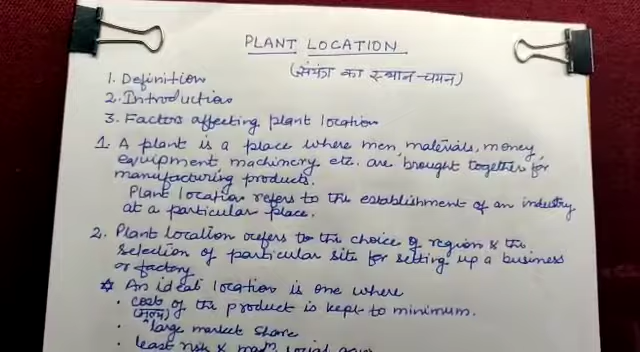 PLANT LOCATION
(संयंत्र का स्थान-चयन)
1. Definition
2. Introduction
3. Factors affecting plant location
1. A plant is a place where men, materials, money,
equipment machinery etc. are brought together for
manufacturing products.
Plant location refers to the establishment of an industry
at a particular place.
2. Plant location refers to the choice of region & the
selection of particular site for setting up a business
or factory.
☆ An ideal location is one where
• cost of the product is kept to minimum.
(मूल्य)
• large market share
• least risk &